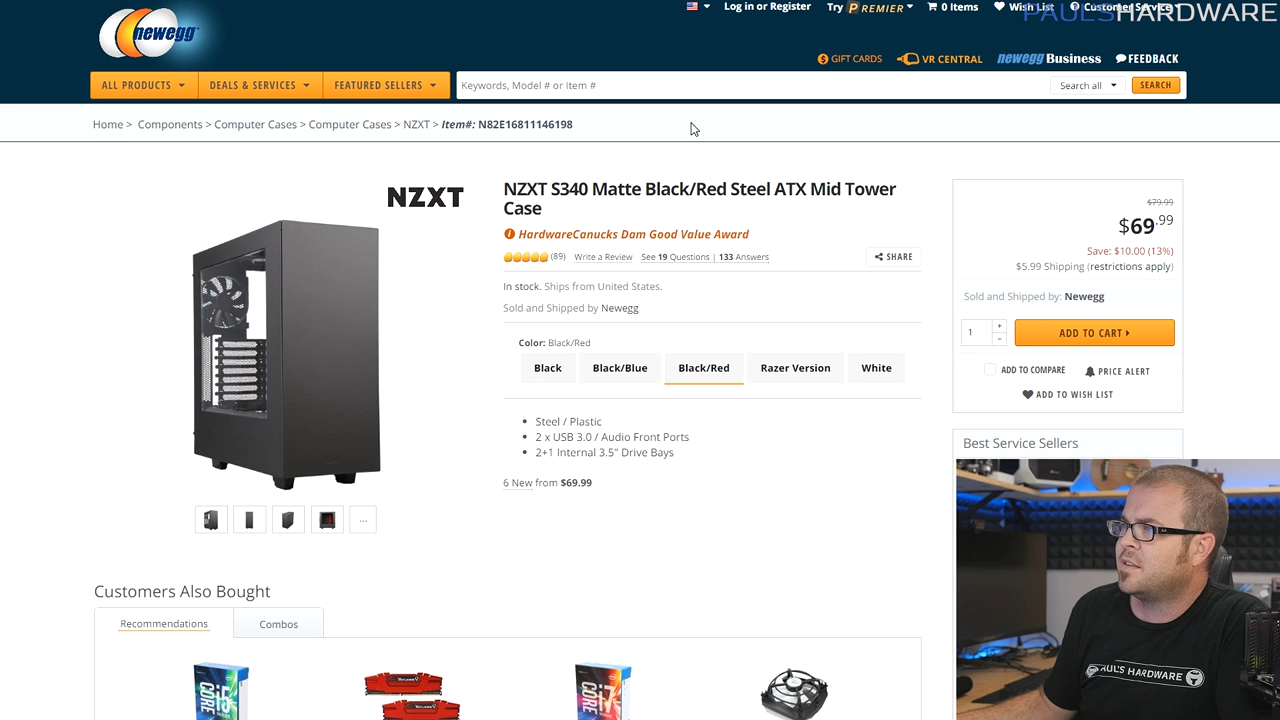 newegg
Log in or Register
Try PREMIER
0 Items
Wish List
Customer Service
PAULSHARDWARE
GIFT CARDS
VR CENTRAL
newegg Business
FEEDBACK
ALL PRODUCTS
DEALS & SERVICES
FEATURED SELLERS
Keywords, Model # or Item #
Search all
SEARCH
Home > Components > Computer Cases > Computer Cases > NZXT > Item#: N82E16811146198
NZXT
NZXT S340 Matte Black/Red Steel ATX Mid Tower
Case
HardwareCanucks Dam Good Value Award
(89) Write a Review See 19 Questions | 133 Answers
SHARE
In stock. Ships from United States.
Sold and Shipped by Newegg
Color: Black/Red
Black
Black/Blue
Black/Red
Razer Version
White
Steel / Plastic
2 x USB 3.0 / Audio Front Ports
2+1 Internal 3.5" Drive Bays
6 New from $69.99
$79.99
$69.99
Save: $10.00 (13%)
$5.99 Shipping (restrictions apply)
Sold and Shipped by: Newegg
1
+
-
ADD TO CART
ADD TO COMPARE
PRICE ALERT
ADD TO WISH LIST
Best Service Sellers
...
Customers Also Bought
Recommendations
Combos
CORE i5
CORE i7
PAUL'S HARDWARE